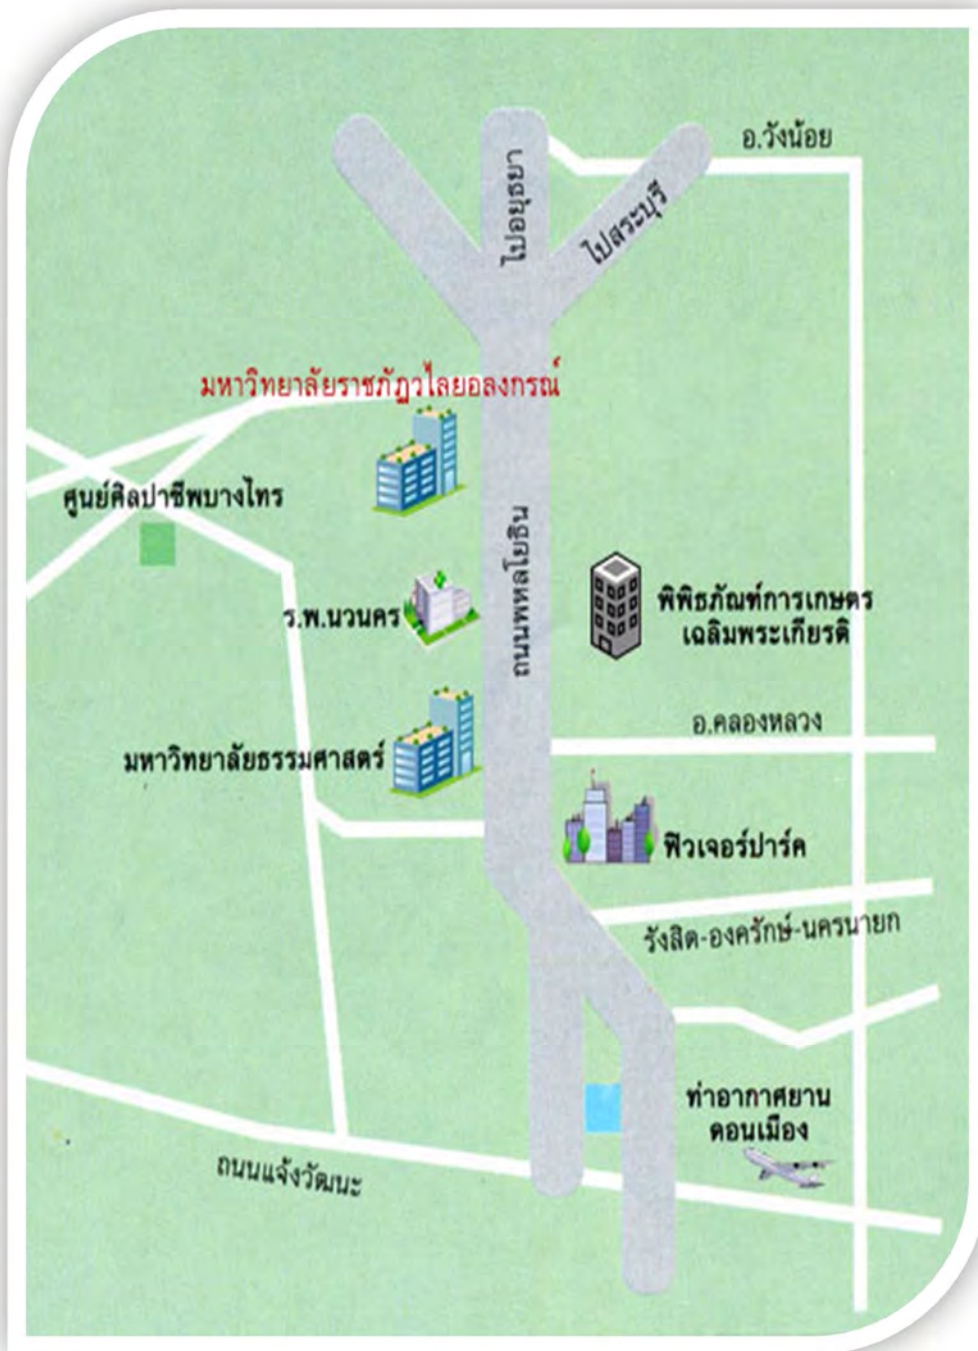 อ.วังน้อย
ไปอยุธยา
ไปสระบุรี
มหาวิทยาลัยราชภัฏวไลยอลงกรณ์
ศูนย์ศิลปาชีพบางไทร
ถนนพหลโยธิน
ร.พ.นวนคร
พิพิธภัณฑ์การเกษตร
เฉลิมพระเกียรติ
อ.คลองหลวง
มหาวิทยาลัยธรรมศาสตร์
ฟิวเจอร์ปาร์ค
รังสิต-องครักษ์-นครนายก
ท่าอากาศยาน
ดอนเมือง
ถนนแจ้งวัฒนะ